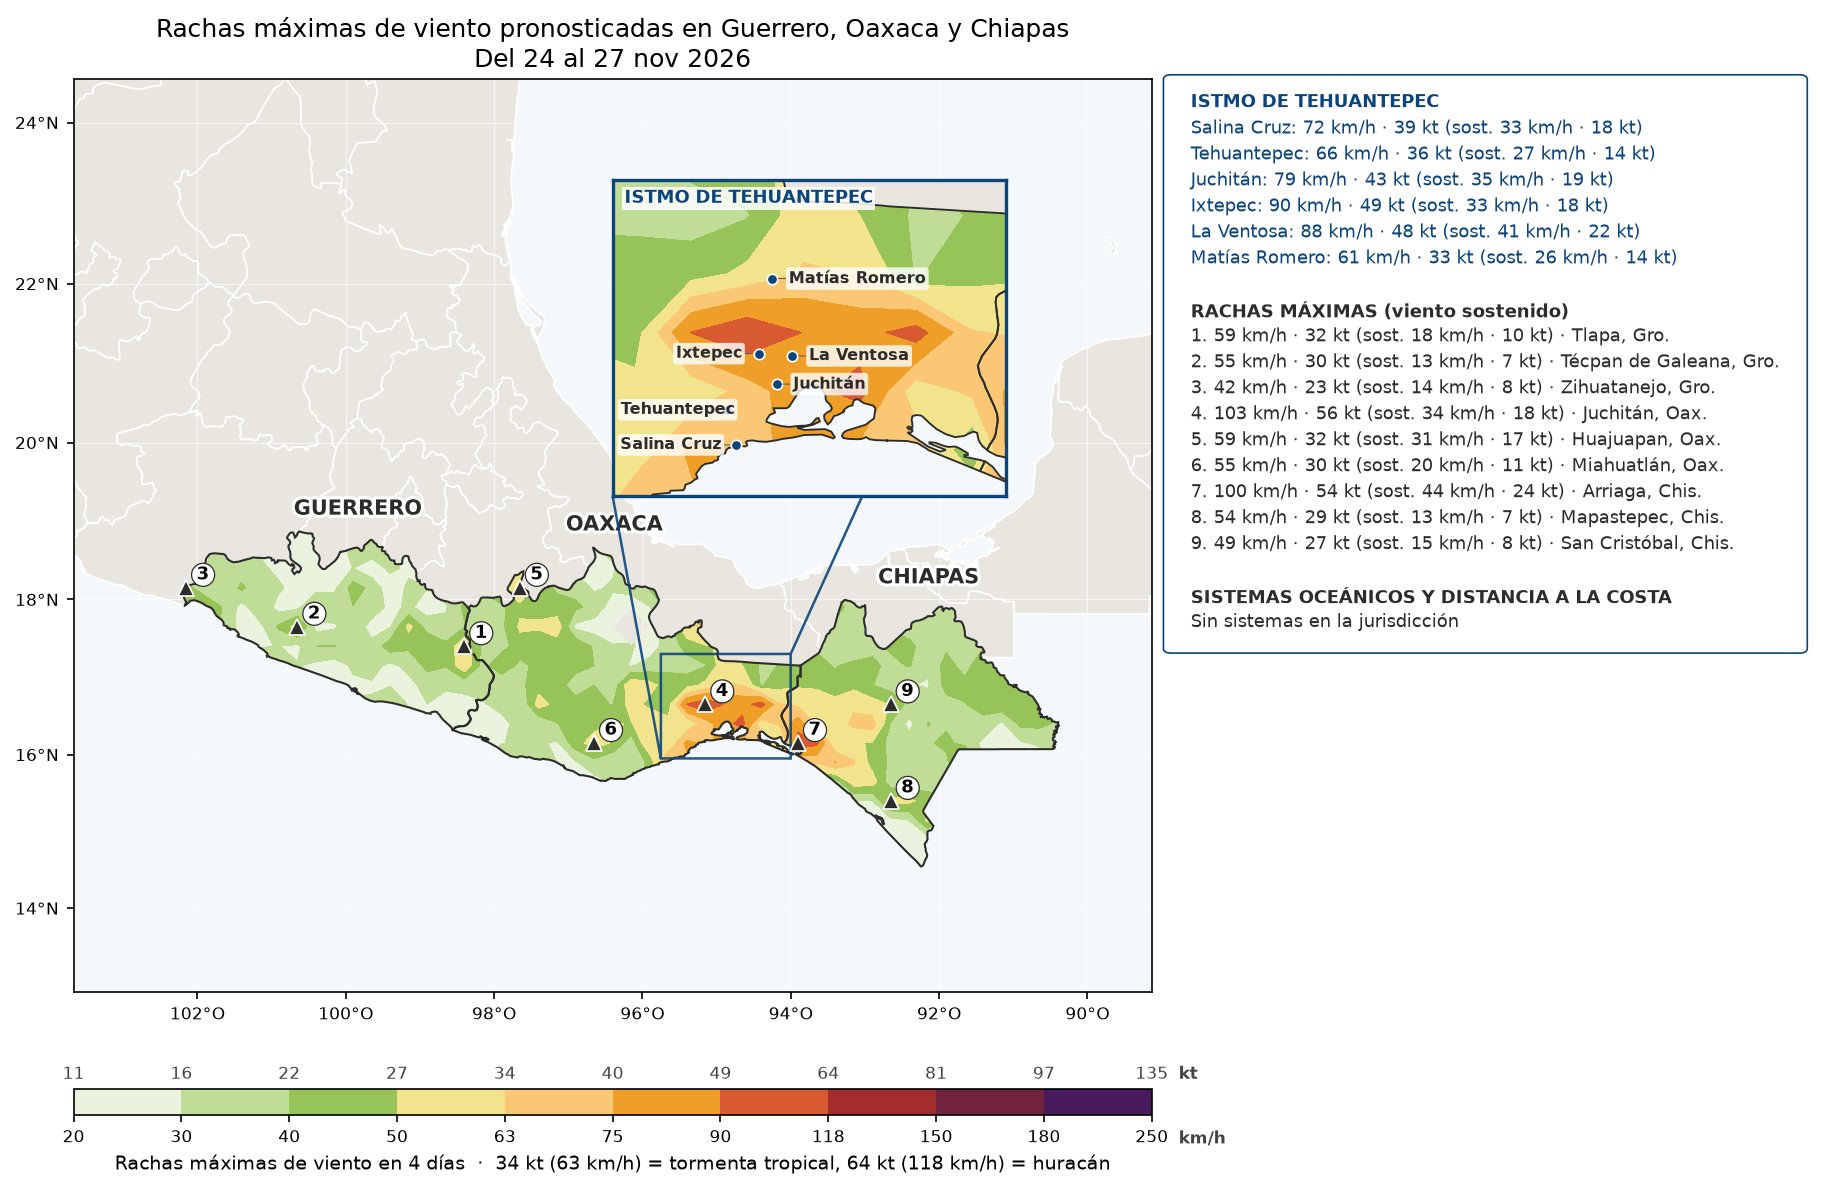 Rachas máximas de viento pronosticadas en Guerrero, Oaxaca y Chiapas
Del 24 al 27 nov 2026
24°N
22°N
20°N
18°N
16°N
14°N
102°O
100°O
98°O
96°O
94°O
92°O
90°O
ISTMO DE TEHUANTEPEC
Matías Romero
Ixtepec
La Ventosa
Juchitán
Tehuantepec
Salina Cruz
GUERRERO
OAXACA
CHIAPAS
3
2
1
5
6
4
7
9
8
ISTMO DE TEHUANTEPEC
Salina Cruz: 72 km/h · 39 kt (sost. 33 km/h · 18 kt)
Tehuantepec: 66 km/h · 36 kt (sost. 27 km/h · 14 kt)
Juchitán: 79 km/h · 43 kt (sost. 35 km/h · 19 kt)
Ixtepec: 90 km/h · 49 kt (sost. 33 km/h · 18 kt)
La Ventosa: 88 km/h · 48 kt (sost. 41 km/h · 22 kt)
Matías Romero: 61 km/h · 33 kt (sost. 26 km/h · 14 kt)
RACHAS MÁXIMAS (viento sostenido)
1. 59 km/h · 32 kt (sost. 18 km/h · 10 kt) · Tlapa, Gro.
2. 55 km/h · 30 kt (sost. 13 km/h · 7 kt) · Técpan de Galeana, Gro.
3. 42 km/h · 23 kt (sost. 14 km/h · 8 kt) · Zihuatanejo, Gro.
4. 103 km/h · 56 kt (sost. 34 km/h · 18 kt) · Juchitán, Oax.
5. 59 km/h · 32 kt (sost. 31 km/h · 17 kt) · Huajuapan, Oax.
6. 55 km/h · 30 kt (sost. 20 km/h · 11 kt) · Miahuatlán, Oax.
7. 100 km/h · 54 kt (sost. 44 km/h · 24 kt) · Arriaga, Chis.
8. 54 km/h · 29 kt (sost. 13 km/h · 7 kt) · Mapastepec, Chis.
9. 49 km/h · 27 kt (sost. 15 km/h · 8 kt) · San Cristóbal, Chis.
SISTEMAS OCEÁNICOS Y DISTANCIA A LA COSTA
Sin sistemas en la jurisdicción
11 16 22 27 34 40 49 64 81 97 135 kt
20 30 40 50 63 75 90 118 150 180 250 km/h
Rachas máximas de viento en 4 días · 34 kt (63 km/h) = tormenta tropical, 64 kt (118 km/h) = huracán